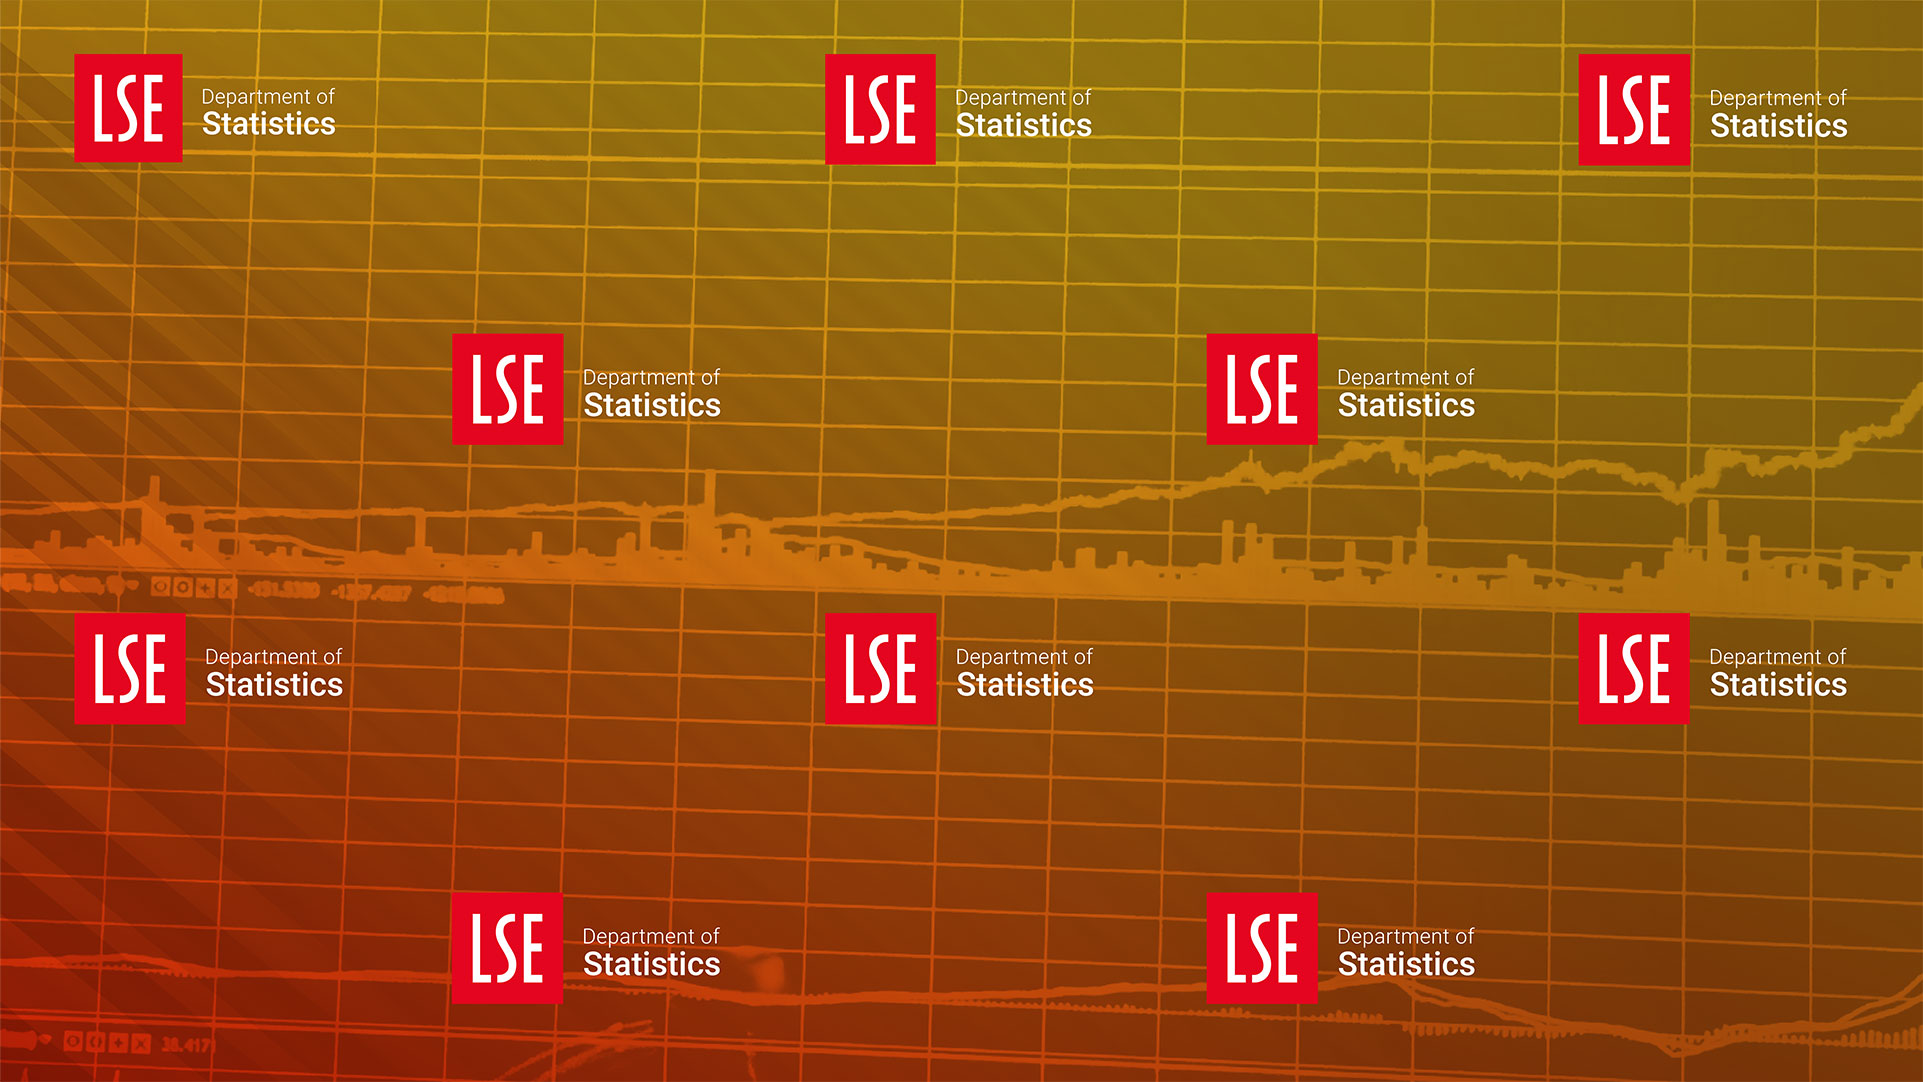 LSE
Department of
Statistics
LSE
Department of
Statistics
LSE
Department of
Statistics
LSE
Department of
Statistics
LSE
Department of
Statistics
LSE
Department of
Statistics
LSE
Department of
Statistics
LSE
Department of
Statistics
LSE
Department of
Statistics
LSE
Department of
Statistics